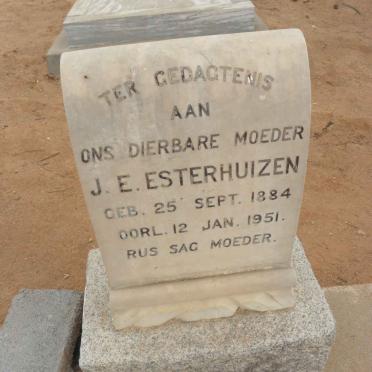 TER GEDAGTENIS
AAN
ONS DIERBARE MOEDER
J. E. ESTERHUIZEN
GEB. 25 SEPT. 1884
OORL. 12 JAN. 1951.
RUS SAG MOEDER.